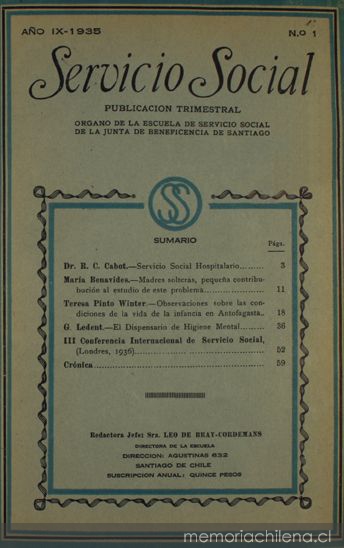 AÑO IX-1935 N.o 1
Servicio Social
PUBLICACION TRIMESTRAL
ORGANO DE LA ESCUELA DE SERVICIO SOCIAL
DE LA JUNTA DE BENEFICENCIA DE SANTIAGO
SS
SUMARIO
Págs.
Dr. R. C. Cabot.—Servicio Social Hospitalario......... 3
María Benavides.—Madres solteras, pequeña contribu-
bución al estudio de este problema..................... 11
Teresa Pinto Winter.—Observaciones sobre las con-
diciones de la vida de la infancia en Antofagasta.. 18
G. Ledent.—El Dispensario de Higiene Mental........ 36
III Conferencia Internacional de Servicio Social,
(Londres, 1936)........................................ 52
Crónica................................................... 59
Redactora Jefe: Sra. LEO DE BRAY-CORDEMANS
DIRECTORA DE LA ESCUELA
DIRECCION: AGUSTINAS 632
SANTIAGO DE CHILE
SUSCRIPCION ANUAL: QUINCE PESOS
memoriachilena.cl